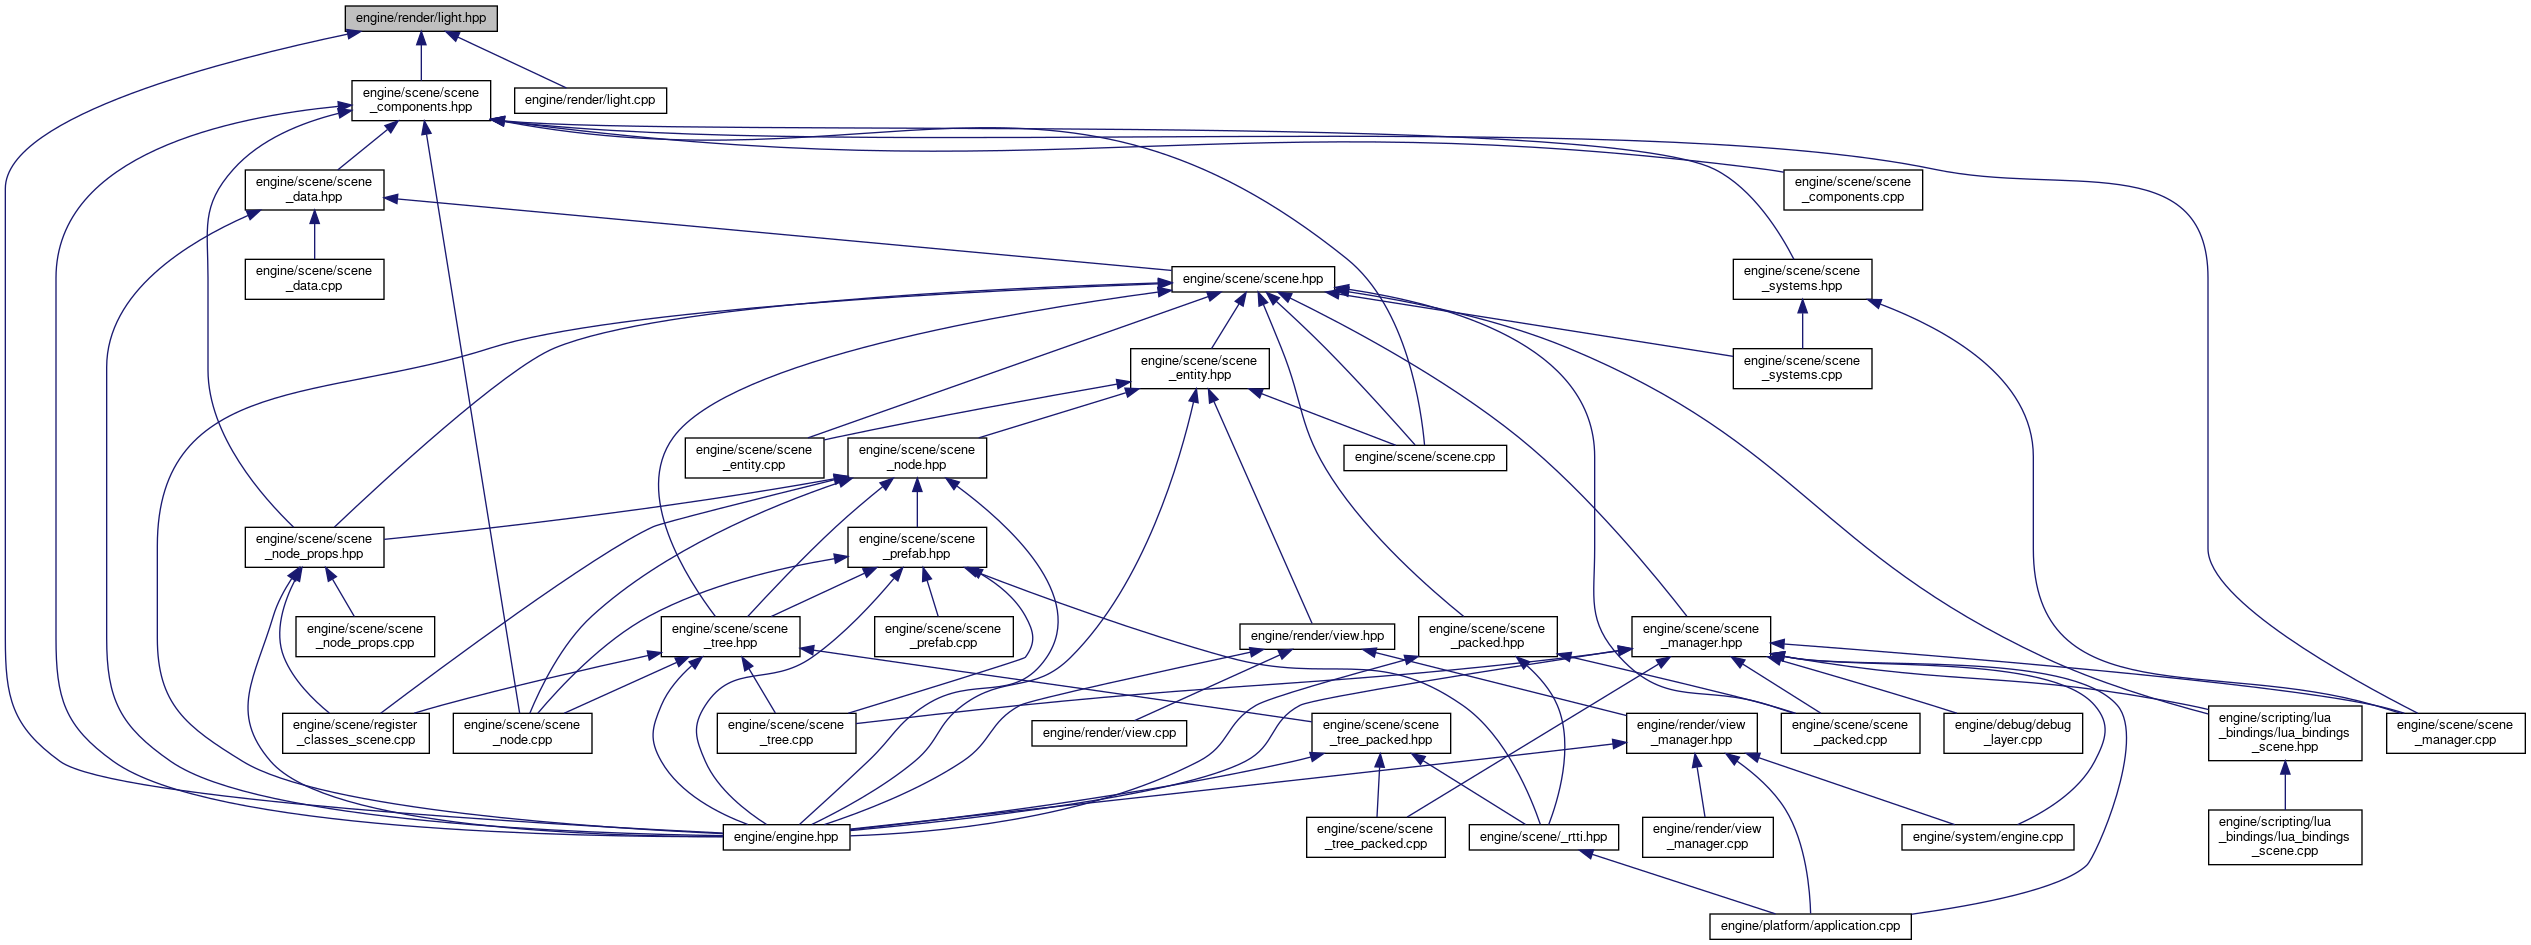 engine/render/light.hpp
engine/scene/scene
_components.hpp
engine/render/light.cpp
engine/scene/scene
_data.hpp
engine/scene/scene
_components.cpp
engine/scene/scene
_data.cpp
engine/scene/scene.hpp
engine/scene/scene
_systems.hpp
engine/scene/scene
_entity.hpp
engine/scene/scene
_systems.cpp
engine/scene/scene
_entity.cpp
engine/scene/scene
_node.hpp
engine/scene/scene.cpp
engine/scene/scene
_node_props.hpp
engine/scene/scene
_prefab.hpp
engine/scene/scene
_node_props.cpp
engine/scene/scene
_tree.hpp
engine/scene/scene
_prefab.cpp
engine/render/view.hpp
engine/scene/scene
_packed.hpp
engine/scene/scene
_manager.hpp
engine/scene/register
_classes_scene.cpp
engine/scene/scene
_node.cpp
engine/scene/scene
_tree.cpp
engine/render/view.cpp
engine/scene/scene
_tree_packed.hpp
engine/render/view
_manager.hpp
engine/scene/scene
_packed.cpp
engine/debug/debug
_layer.cpp
engine/scripting/lua
_bindings/lua_bindings
_scene.hpp
engine/scene/scene
_manager.cpp
engine/engine.hpp
engine/scene/scene
_tree_packed.cpp
engine/scene/_rtti.hpp
engine/render/view
_manager.cpp
engine/system/engine.cpp
engine/scripting/lua
_bindings/lua_bindings
_scene.cpp
engine/platform/application.cpp